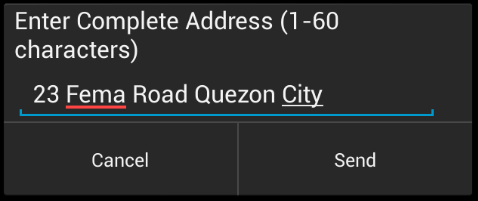 Enter Complete Address (1-60
characters)
23 Fema Road Quezon City
Cancel Send